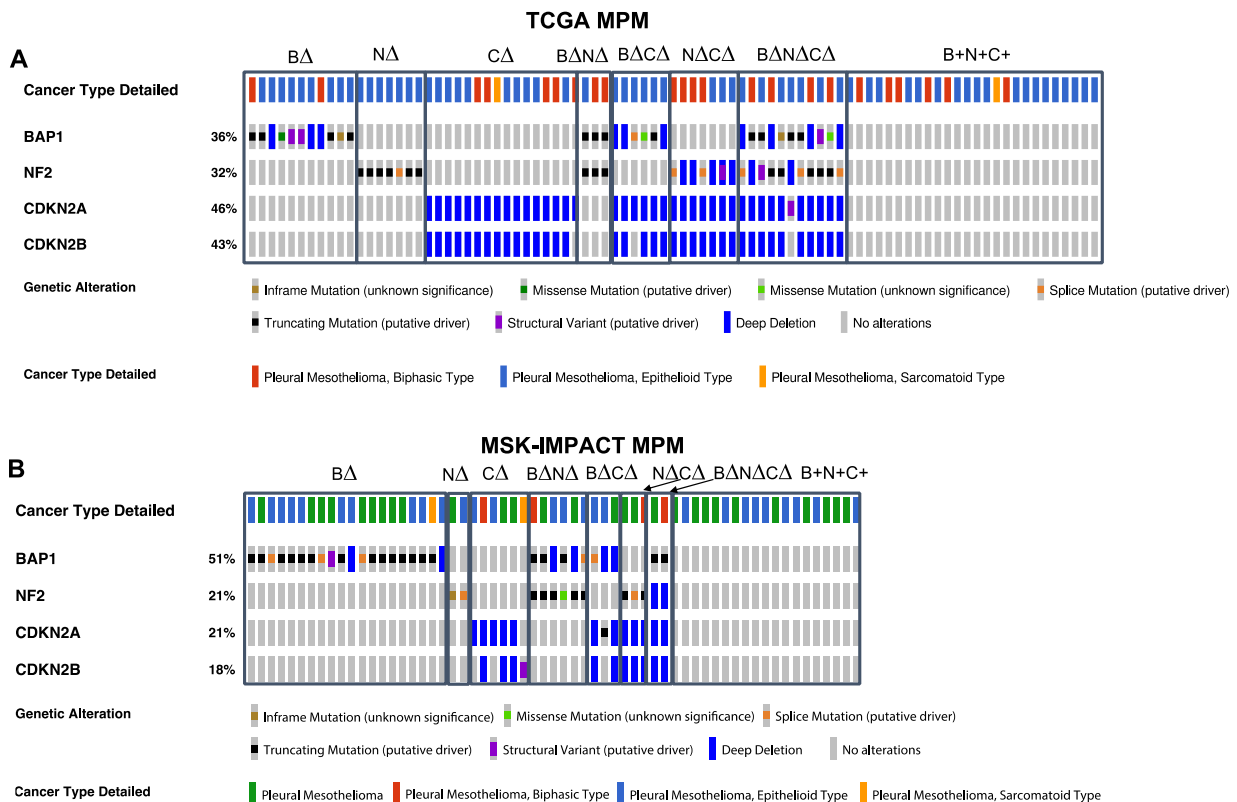 TCGA MPM
A
BΔ NΔ CΔ BΔNΔ BΔCΔ NΔCΔ BΔNΔCΔ B+N+C+
Cancer Type Detailed
BAP1 36%
NF2 32%
CDKN2A 46%
CDKN2B 43%
Genetic Alteration Inframe Mutation (unknown significance) Missense Mutation (putative driver) Missense Mutation (unknown significance) Splice Mutation (putative driver)
Truncating Mutation (putative driver) Structural Variant (putative driver) Deep Deletion No alterations
Cancer Type Detailed Pleural Mesothelioma, Biphasic Type Pleural Mesothelioma, Epithelioid Type Pleural Mesothelioma, Sarcomatoid Type
MSK-IMPACT MPM
B
BΔ NΔ CΔ BΔNΔ BΔCΔ NΔCΔ BΔNΔCΔ B+N+C+
Cancer Type Detailed
BAP1 51%
NF2 21%
CDKN2A 21%
CDKN2B 18%
Genetic Alteration Inframe Mutation (unknown significance) Missense Mutation (unknown significance) Splice Mutation (putative driver)
Truncating Mutation (putative driver) Structural Variant (putative driver) Deep Deletion No alterations
Cancer Type Detailed Pleural Mesothelioma Pleural Mesothelioma, Biphasic Type Pleural Mesothelioma, Epithelioid Type Pleural Mesothelioma, Sarcomatoid Type